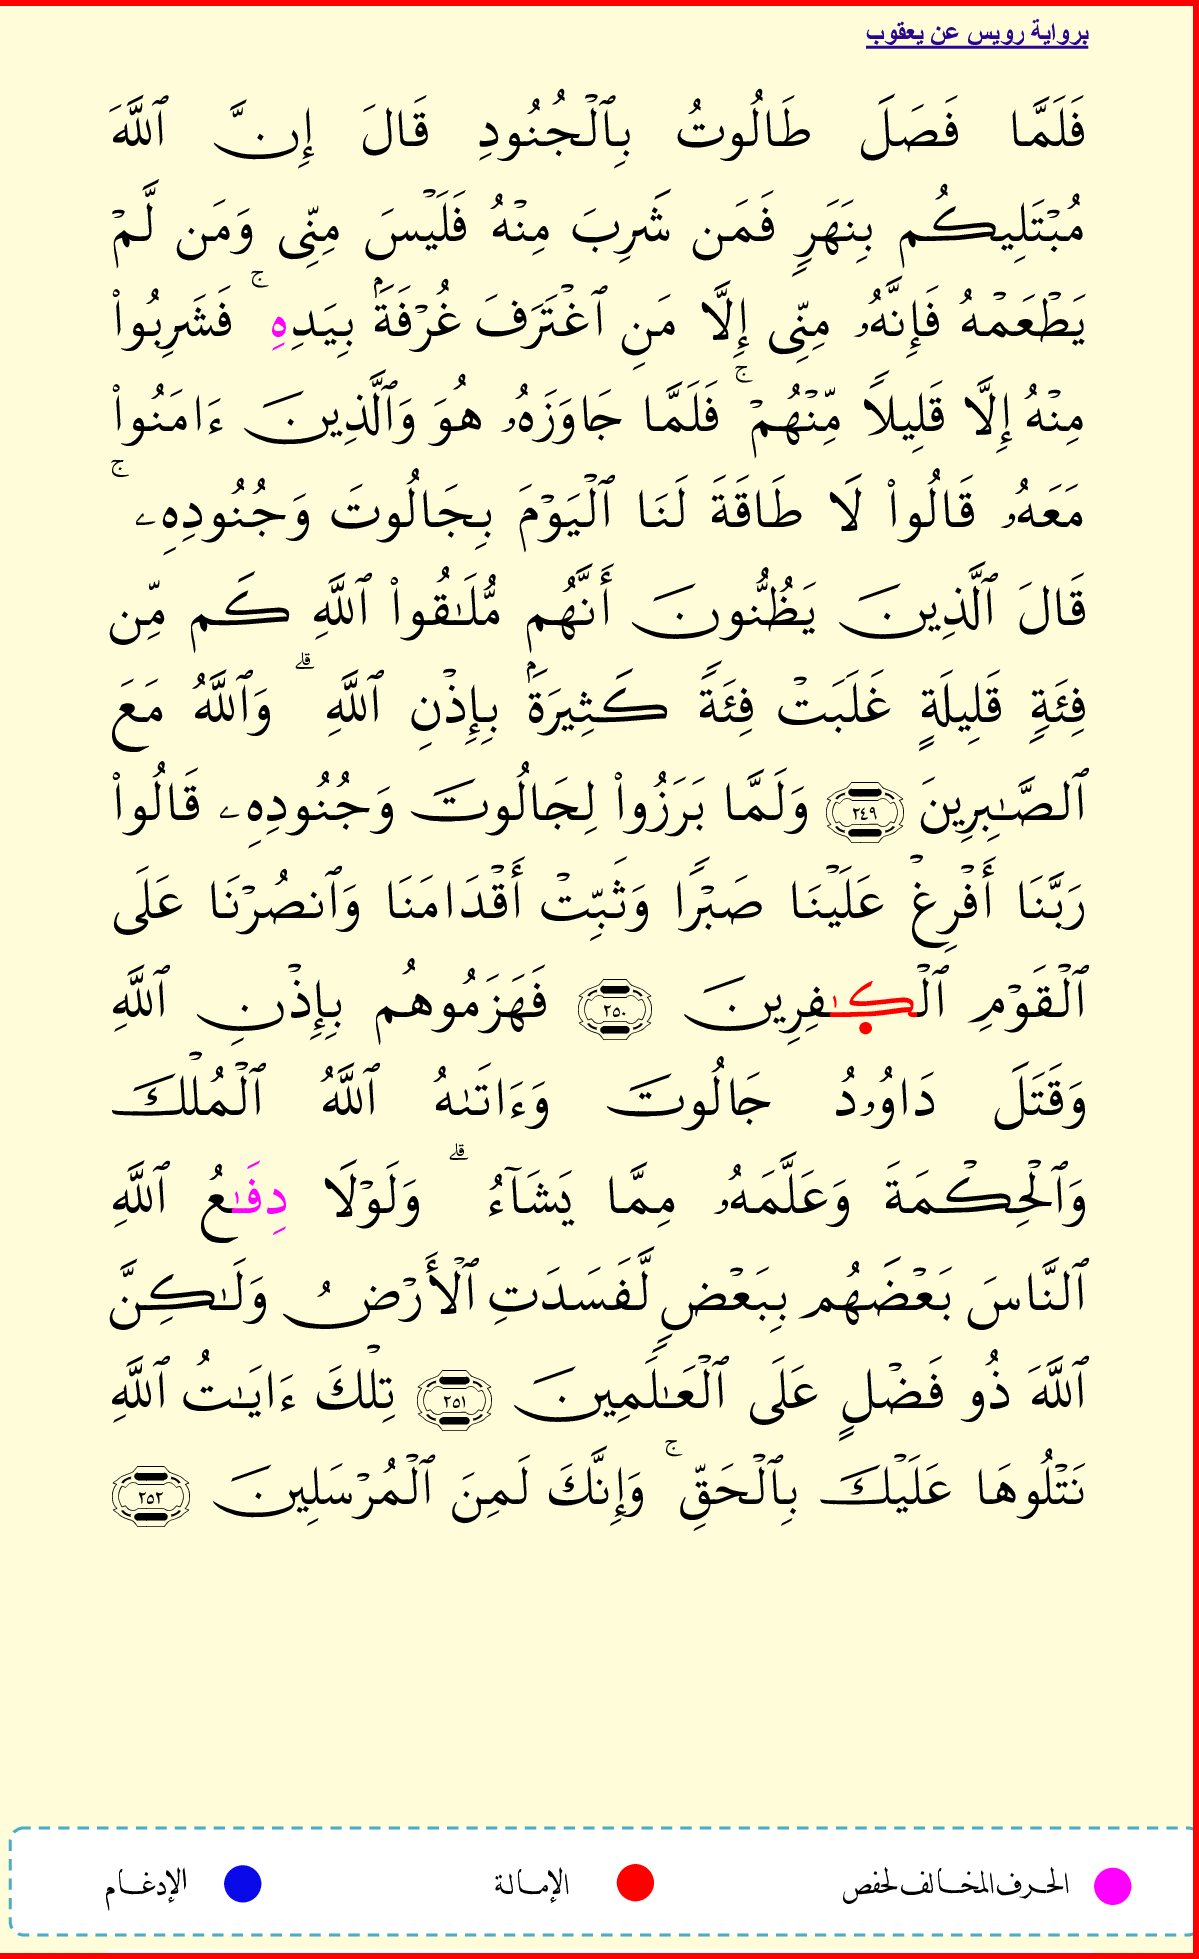 برواية رويس عن يعقوب
فَلَمَّا فَصَلَ طَالُوتُ بِٱلۡجُنُودِ قَالَ إِنَّ ٱللَّهَ
مُبۡتَلِيكُم بِنَهَرٖ فَمَن شَرِبَ مِنۡهُ فَلَيۡسَ مِنِّي وَمَن لَّمۡ
يَطۡعَمۡهُ فَإِنَّهُۥ مِنِّي إِلَّا مَنِ ٱغۡتَرَفَ غُرۡفَةَۢ بِيَدِهِۚ فَشَرِبُواْ
مِنۡهُ إِلَّا قَلِيلٗا مِّنۡهُمۡۚ فَلَمَّا جَاوَزَهُۥ هُوَ وَٱلَّذِينَ ءَامَنُواْ
مَعَهُۥ قَالُواْ لَا طَاقَةَ لَنَا ٱلۡيَوۡمَ بِجَالُوتَ وَجُنُودِهِۦۚ
قَالَ ٱلَّذِينَ يَظُنُّونَ أَنَّهُم مُّلَٰقُواْ ٱللَّهِ كَم مِّن
فِئَةٖ قَلِيلَةٍ غَلَبَتۡ فِئَةٗ كَثِيرَةَۢ بِإِذۡنِ ٱللَّهِۗ وَٱللَّهُ مَعَ
ٱلصَّٰبِرِينَ ٢٤٩ وَلَمَّا بَرَزُواْ لِجَالُوتَ وَجُنُودِهِۦ قَالُواْ
رَبَّنَا أَفۡرِغۡ عَلَيۡنَا صَبۡرٗا وَثَبِّتۡ أَقۡدَامَنَا وَٱنصُرۡنَا عَلَى
ٱلۡقَوۡمِ ٱلۡكَٰفِرِينَ ٢٥٠ فَهَزَمُوهُم بِإِذۡنِ ٱللَّهِ
وَقَتَلَ دَاوُۥدُ جَالُوتَ وَءَاتَىٰهُ ٱللَّهُ ٱلۡمُلۡكَ
وَٱلۡحِكۡمَةَ وَعَلَّمَهُۥ مِمَّا يَشَآءُۗ وَلَوۡلَا دِفَٰعُ ٱللَّهِ
ٱلنَّاسَ بَعۡضَهُم بِبَعۡضٖ لَّفَسَدَتِ ٱلۡأَرۡضُ وَلَٰكِنَّ
ٱللَّهَ ذُو فَضۡلٍ عَلَى ٱلۡعَٰلَمِينَ ٢٥١ تِلۡكَ ءَايَٰتُ ٱللَّهِ
نَتۡلُوهَا عَلَيۡكَ بِٱلۡحَقِّۚ وَإِنَّكَ لَمِنَ ٱلۡمُرۡسَلِينَ ٢٥٢
الحرف المخالف لحفص الإمالة الإدغام